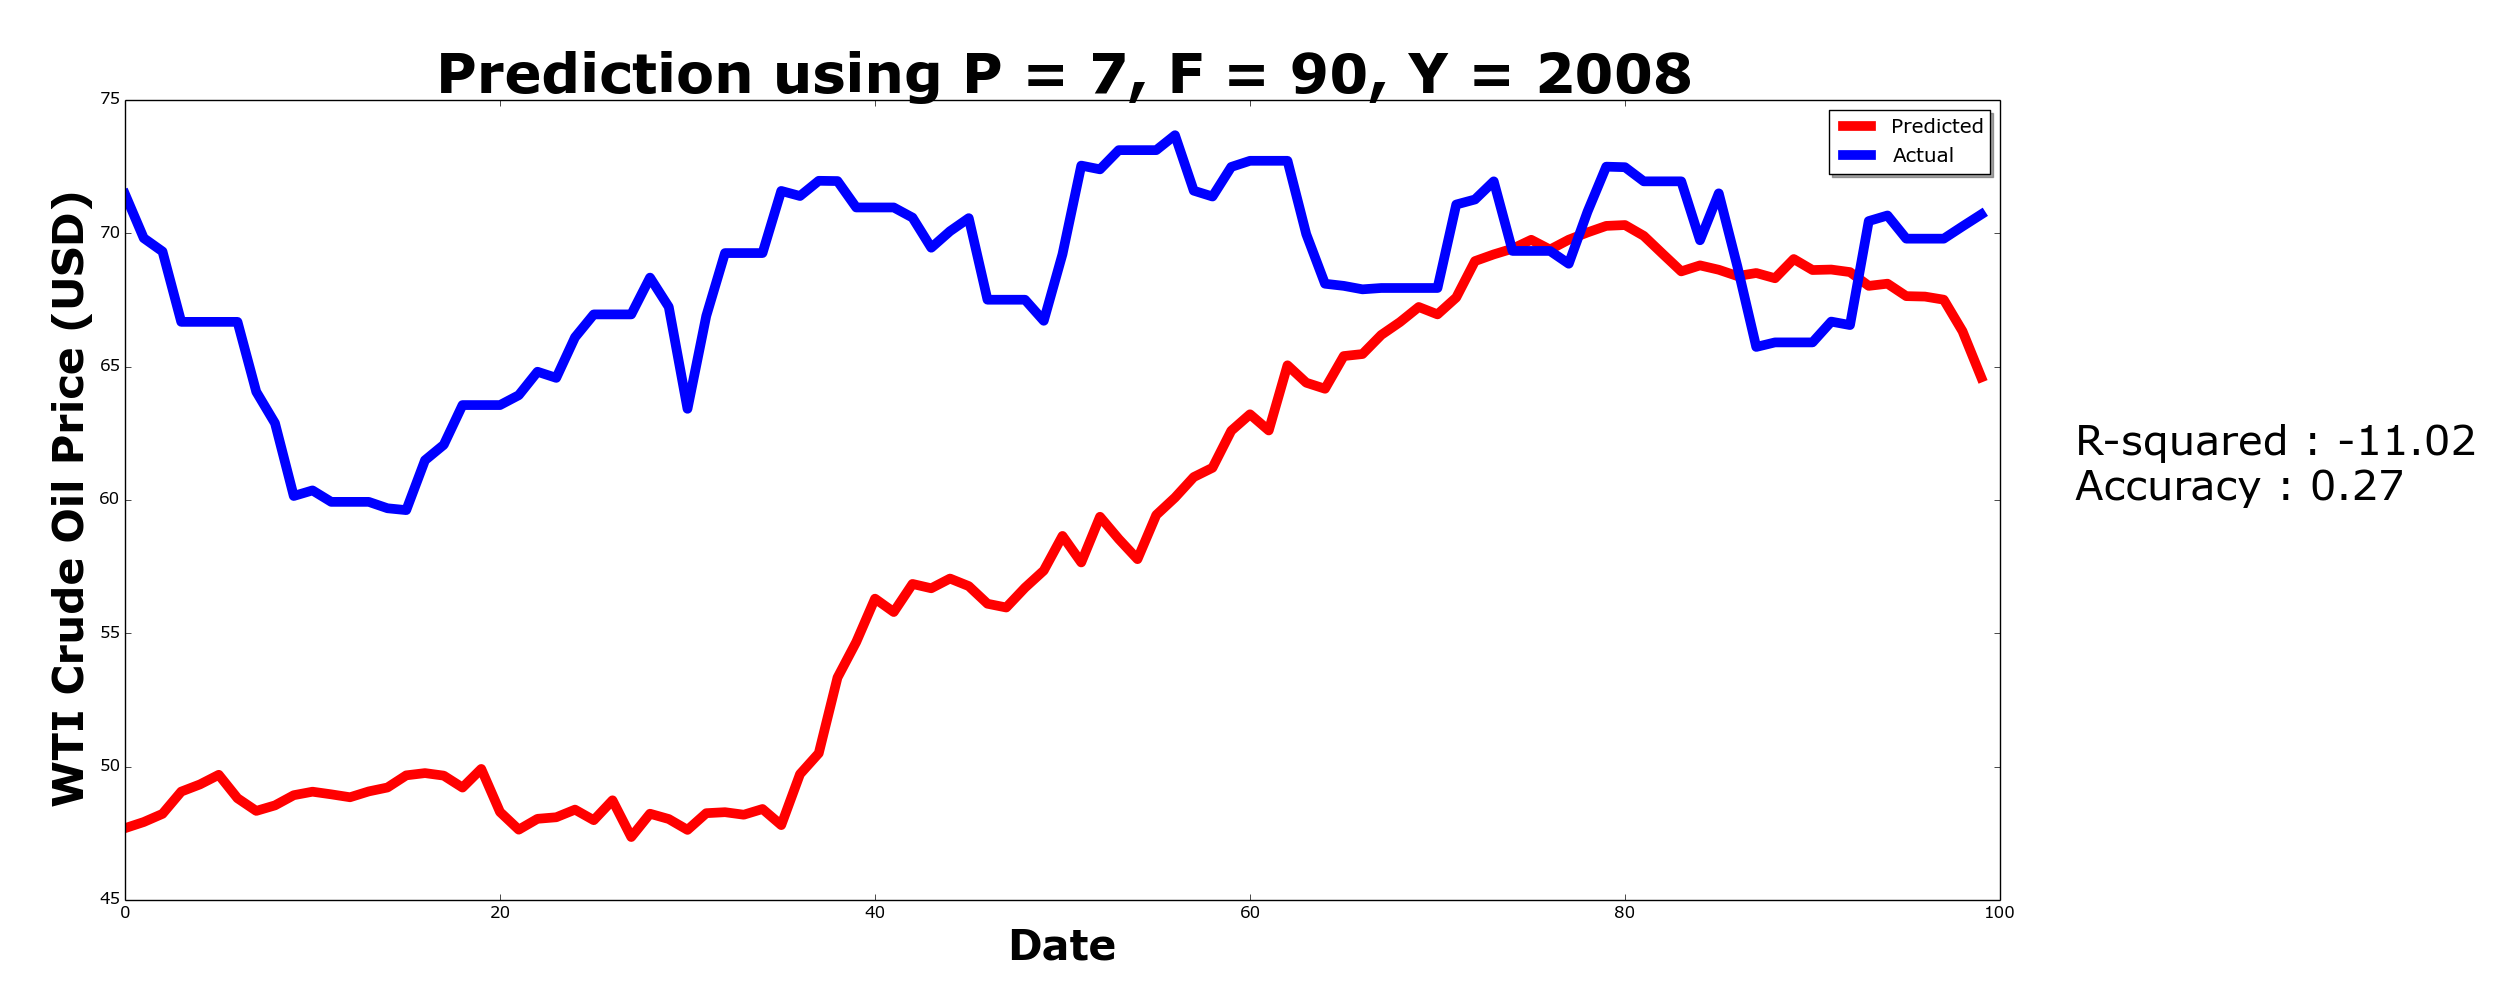 Prediction using P = 7, F = 90, Y = 2008
WTI Crude Oil Price (USD)
75
70
65
60
55
50
45
0 20 40 60 80 100
Date
Predicted
Actual
R-squared : -11.02
Accuracy : 0.27